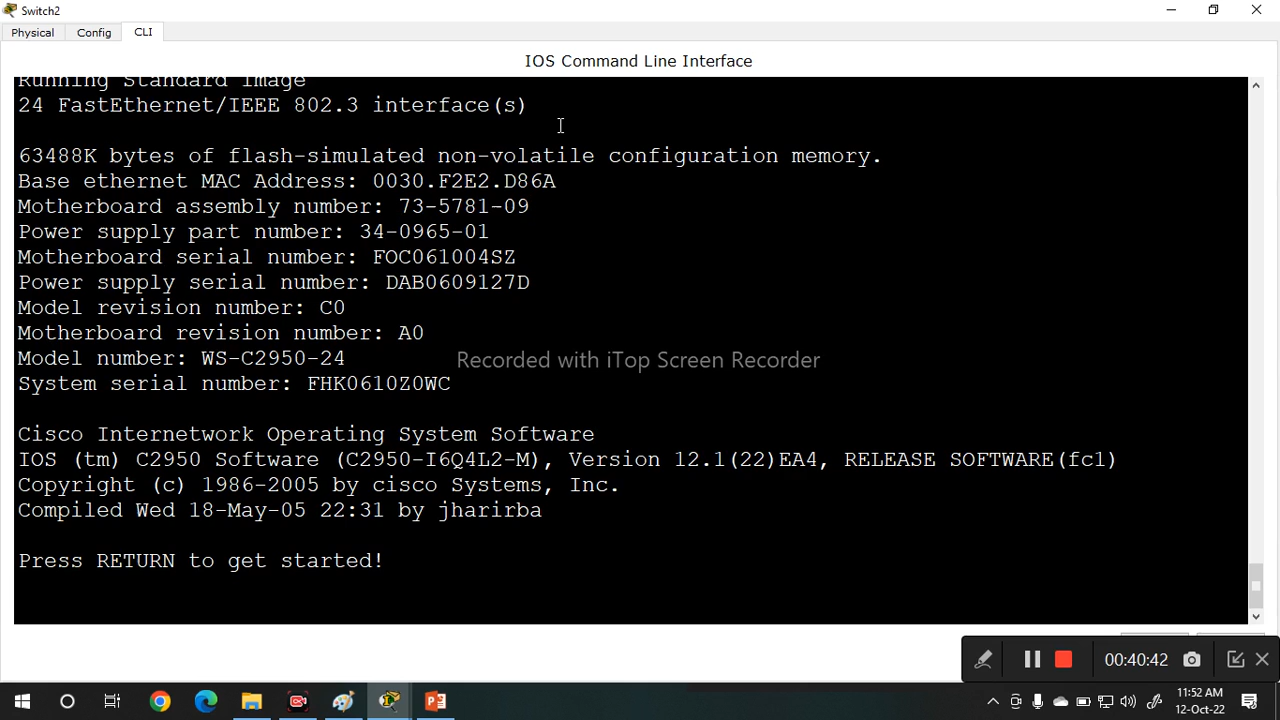 Switch2
Physical Config CLI
IOS Command Line Interface
Running Standard Image
24 FastEthernet/IEEE 802.3 interface(s)
63488K bytes of flash-simulated non-volatile configuration memory.
Base ethernet MAC Address: 0030.F2E2.D86A
Motherboard assembly number: 73-5781-09
Power supply part number: 34-0965-01
Motherboard serial number: FOC061004SZ
Power supply serial number: DAB0609127D
Model revision number: C0
Motherboard revision number: A0
Model number: WS-C2950-24
Recorded with iTop Screen Recorder
System serial number: FHK0610Z0WC
Cisco Internetwork Operating System Software
IOS (tm) C2950 Software (C2950-I6Q4L2-M), Version 12.1(22)EA4, RELEASE SOFTWARE(fc1)
Copyright (c) 1986-2005 by cisco Systems, Inc.
Compiled Wed 18-May-05 22:31 by jharirba
Press RETURN to get started!
00:40:42
11:52 AM
12-Oct-22